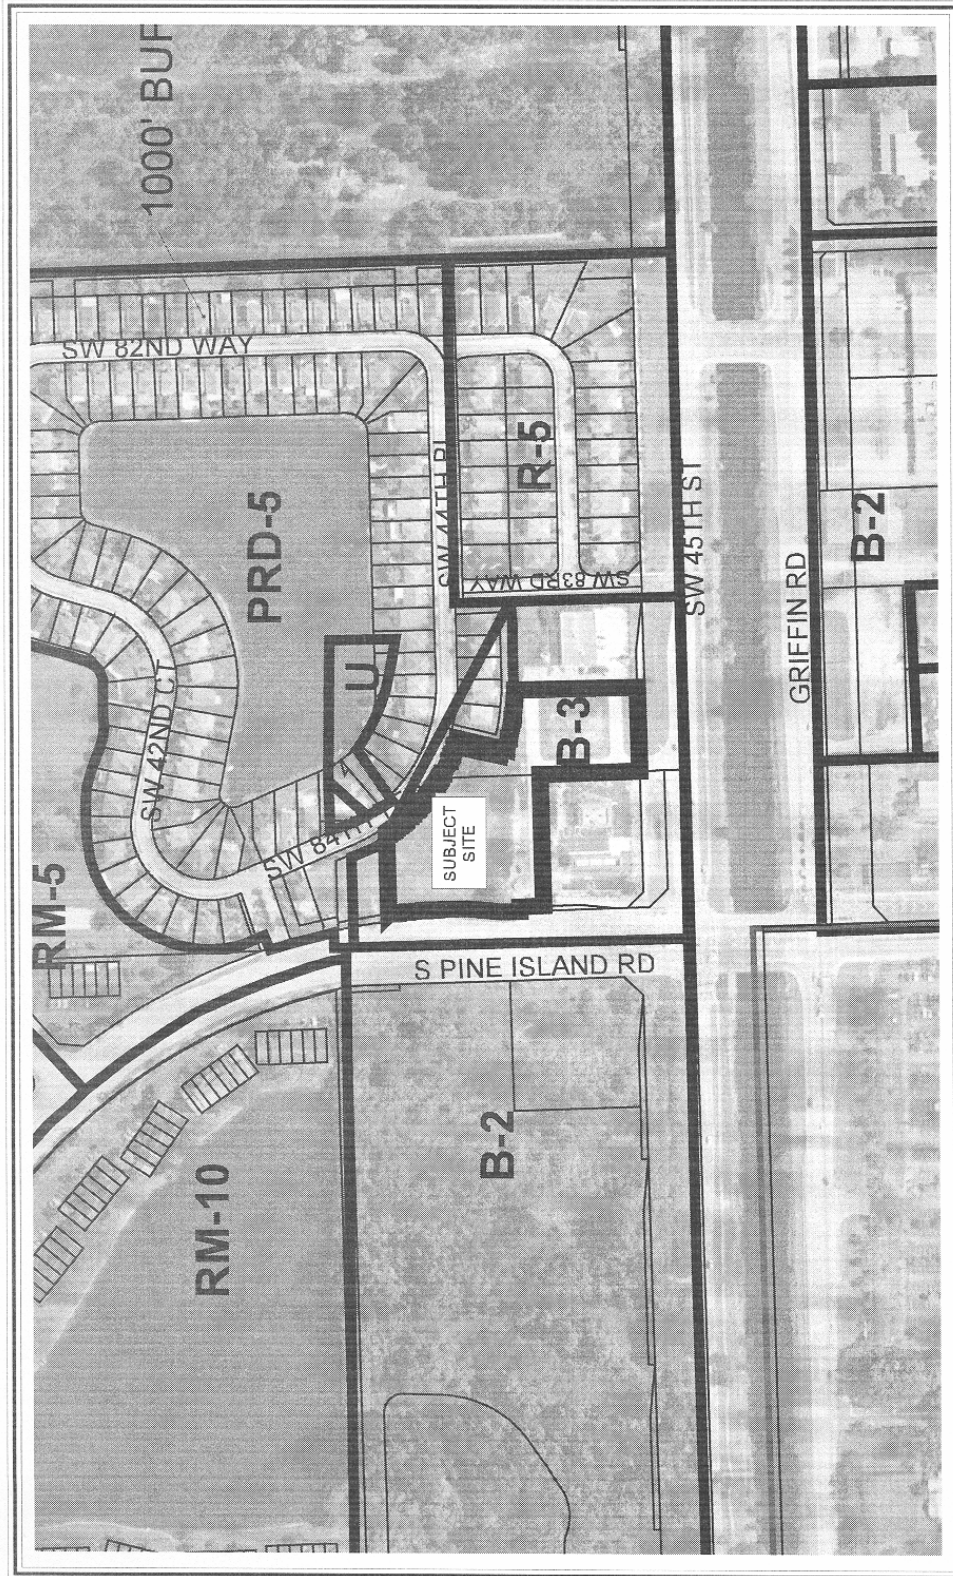 1000' BUF
SW 82ND WAY
PRD-5
R-5
SW 44TH PL
SW 83RD WAY
SW 45TH ST
GRIFFIN RD
B-2
U
B-3
SW 42ND CT
SW 84TH
SUBJECT
SITE
RM-5
S PINE ISLAND RD
B-2
RM-10